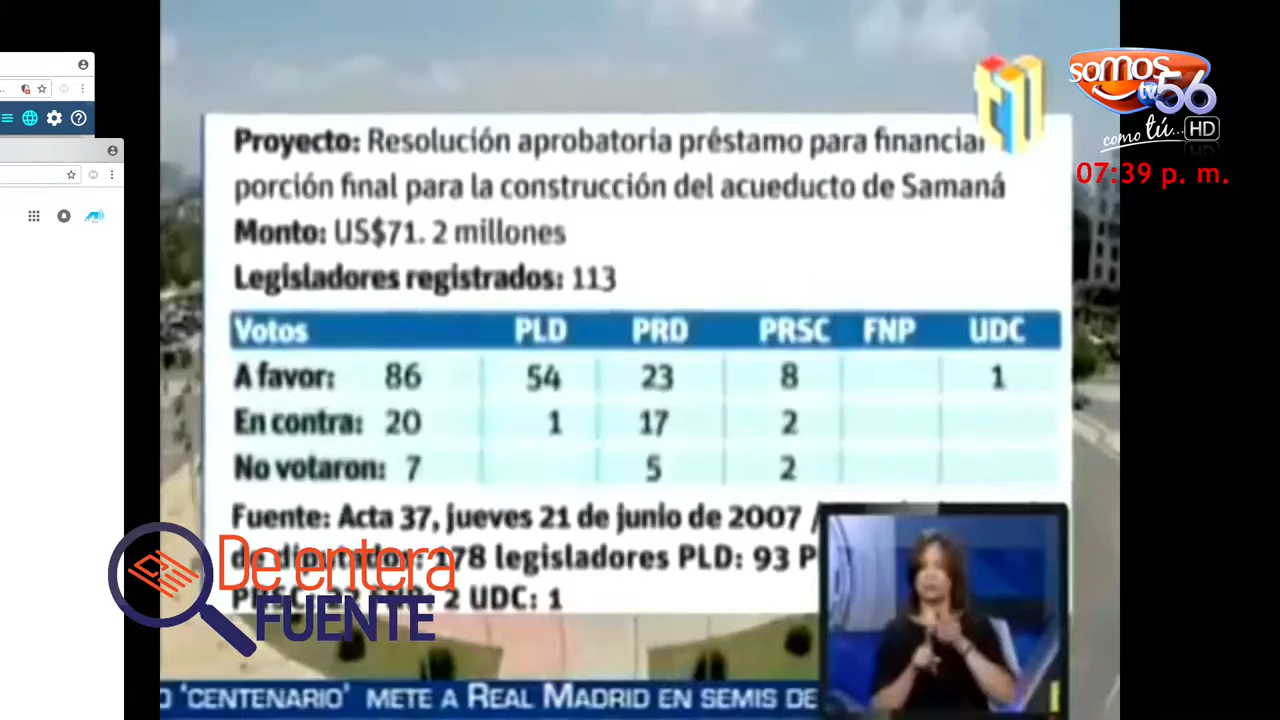 somos
tv 56
como tú... HD
07:39 p. m.
Proyecto: Resolución aprobatoria préstamo para financiar
porción final para la construcción del acueducto de Samaná
Monto: US$71. 2 millones
Legisladores registrados: 113
Votos PLD PRD PRSC FNP UDC
A favor: 86 54 23 8 1
En contra: 20 1 17 2
No votaron: 7 5 2
Fuente: Acta 37, jueves 21 de junio de 2007 /
178 legisladores PLD: 93 P
2 UDC: 1
De entera
FUENTE
'CENTENARIO' METE A REAL MADRID EN SEMIS DE